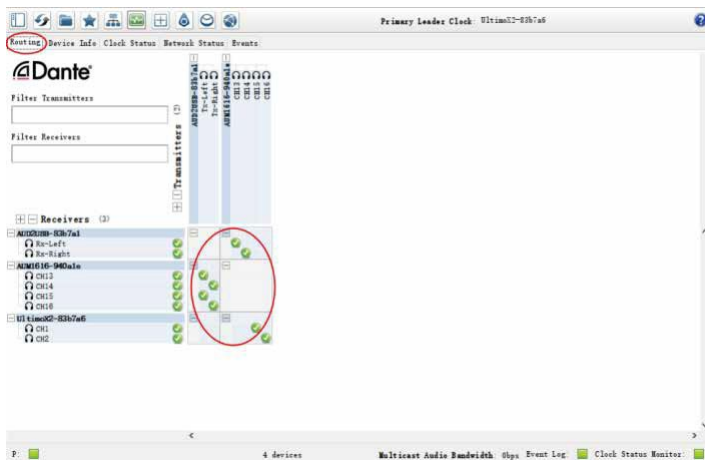 Primary Leader Clock: UltimoX2-83b7a6
Routing Device Info Clock Status Network Status Events
Dante
Filter Transmitters
Filter Receivers
Transmitters (2)
AUD2USB-83b7a1
Tx-Left
Tx-Right
AUM1616-940a1e
CH13
CH14
CH15
CH16
Receivers (3)
AUD2USB-83b7a1
Rx-Left
Rx-Right
AUM1616-940a1e
CH13
CH14
CH15
CH16
UltimoX2-83b7a6
CH1
CH2
P: 4 devices Multicast Audio Bandwidth: 0bps Event Log: Clock Status Monitor: